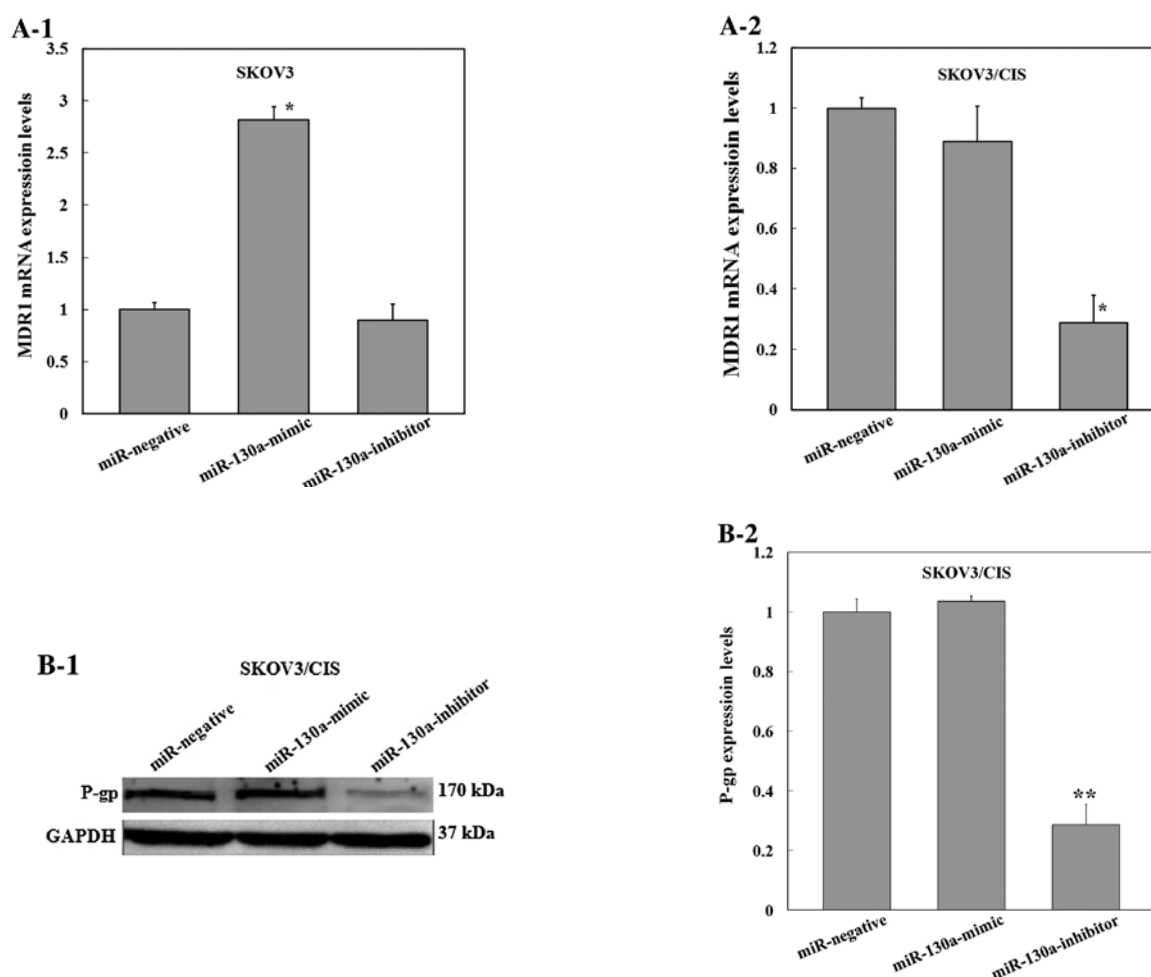 A-1
MDR1 mRNA expressioin levels
3.5
3
2.5
2
1.5
1
0.5
0
SKOV3
*
miR-negative
miR-130a-mimic
miR-130a-inhibitor
A-2
MDR1 mRNA expressioin levels
1.2
1
0.8
0.6
0.4
0.2
0
SKOV3/CIS
*
miR-negative
miR-130a-mimic
miR-130a-inhibitor
B-1
SKOV3/CIS
miR-negative
miR-130a-mimic
miR-130a-inhibitor
P-gp
170 kDa
GAPDH
37 kDa
B-2
P-gp expressioin levels
1.2
1
0.8
0.6
0.4
0.2
0
SKOV3/CIS
**
miR-negative
miR-130a-mimic
miR-130a-inhibitor